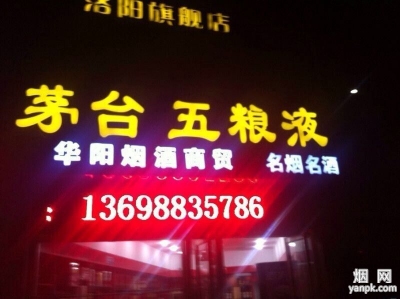 洛阳旗舰店
茅台 五粮液
华阳烟酒商贸 名烟名酒
13698835786
烟网
yanpk.com